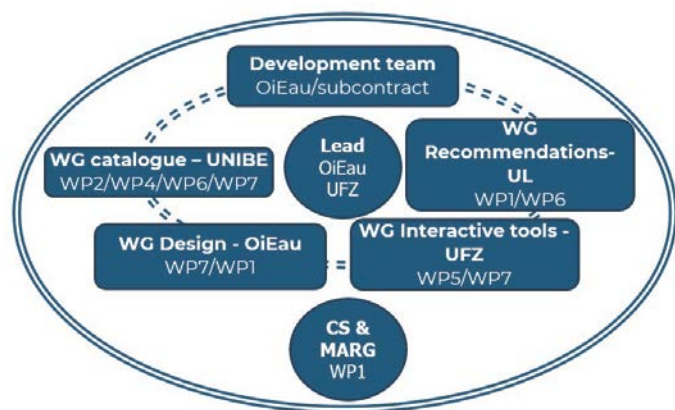 Development team
OiEau/subcontract
Lead
OiEau
UFZ
WG
Recommendations-
UL
WP1/WP6
WG catalogue – UNIBE
WP2/WP4/WP6/WP7
WG Design - OiEau
WP7/WP1
WG Interactive tools -
UFZ
WP5/WP7
CS &
MARG
WP1